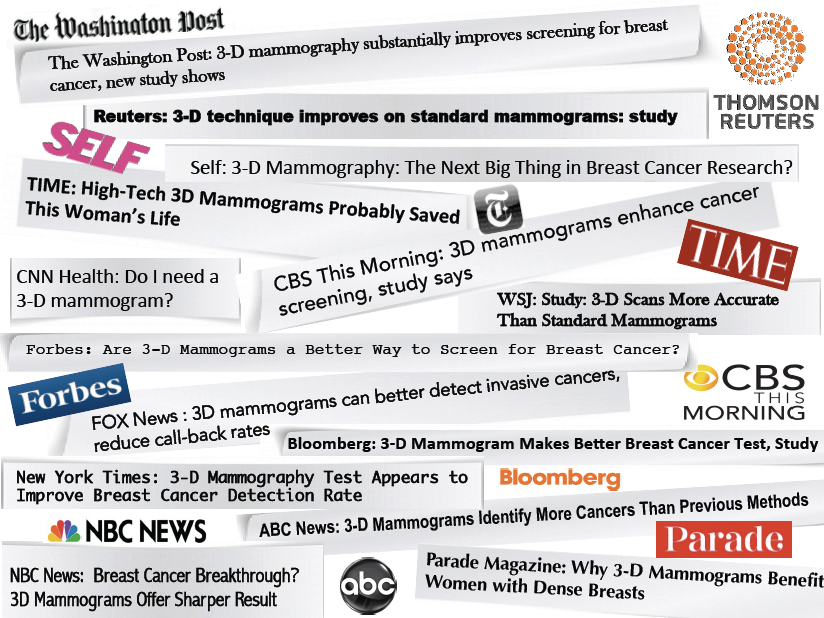 The Washington Post
The Washington Post: 3-D mammography substantially improves screening for breast
cancer, new study shows
THOMSON
REUTERS
Reuters: 3-D technique improves on standard mammograms: study
SELF
Self: 3-D Mammography: The Next Big Thing in Breast Cancer Research?
TIME: High-Tech 3D Mammograms Probably Saved
This Woman's Life
T
CBS This Morning: 3D mammograms enhance cancer
screening, study says
TIME
CNN Health: Do I need a
3-D mammogram?
WSJ: Study: 3-D Scans More Accurate
Than Standard Mammograms
Forbes: Are 3-D Mammograms a Better Way to Screen for Breast Cancer?
Forbes
FOX News : 3D mammograms can better detect invasive cancers,
reduce call-back rates
CBS
THIS
MORNING
Bloomberg: 3-D Mammogram Makes Better Breast Cancer Test, Study
New York Times: 3-D Mammography Test Appears to
Improve Breast Cancer Detection Rate
Bloomberg
NBC NEWS
ABC News: 3-D Mammograms Identify More Cancers Than Previous Methods
Parade
NBC News: Breast Cancer Breakthrough?
3D Mammograms Offer Sharper Result
abc
Parade Magazine: Why 3-D Mammograms Benefit
Women with Dense Breasts